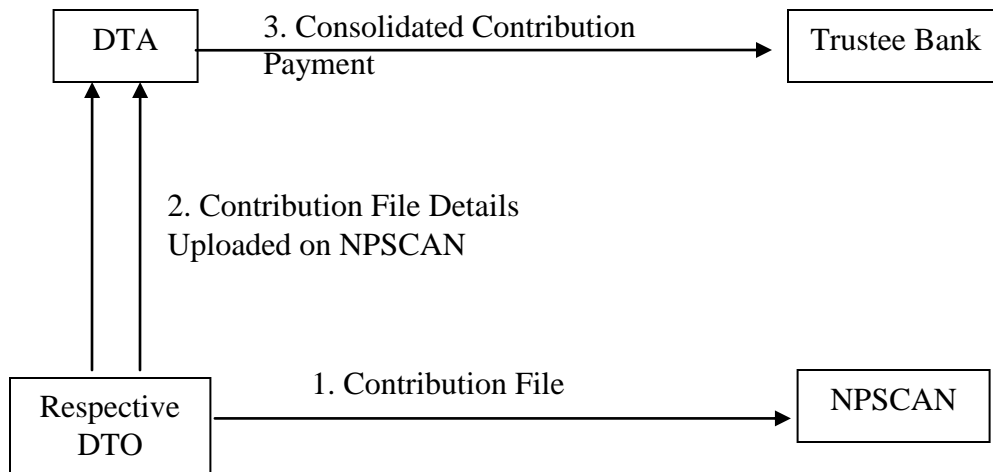 DTA
3. Consolidated Contribution
Payment
Trustee Bank
2. Contribution File Details
Uploaded on NPSCAN
Respective
DTO
1. Contribution File
NPSCAN